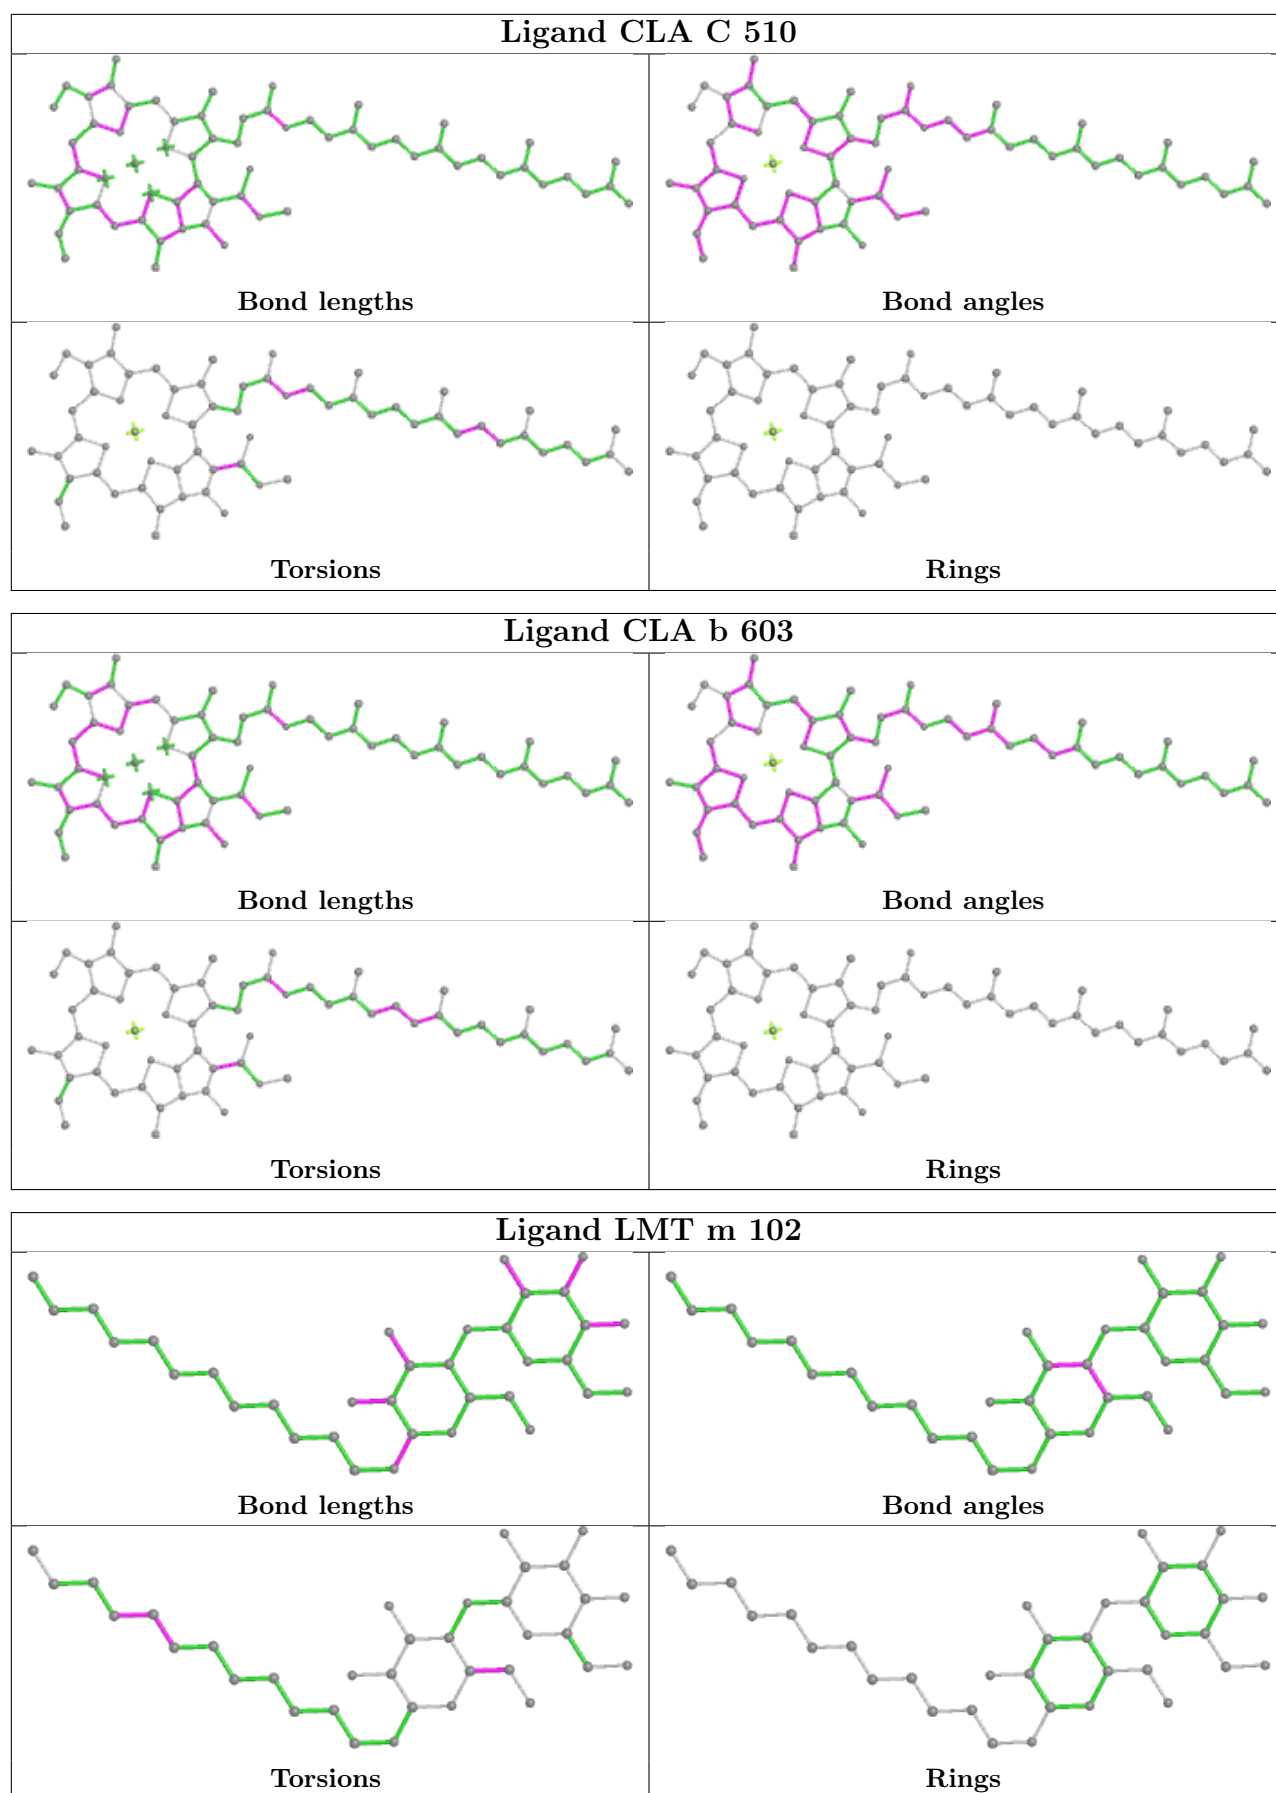 Ligand CLA C 510
Bond lengths
Bond angles
Torsions
Rings
Ligand CLA b 603
Bond lengths
Bond angles
Torsions
Rings
Ligand LMT m 102
Bond lengths
Bond angles
Torsions
Rings